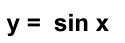 y = sin x